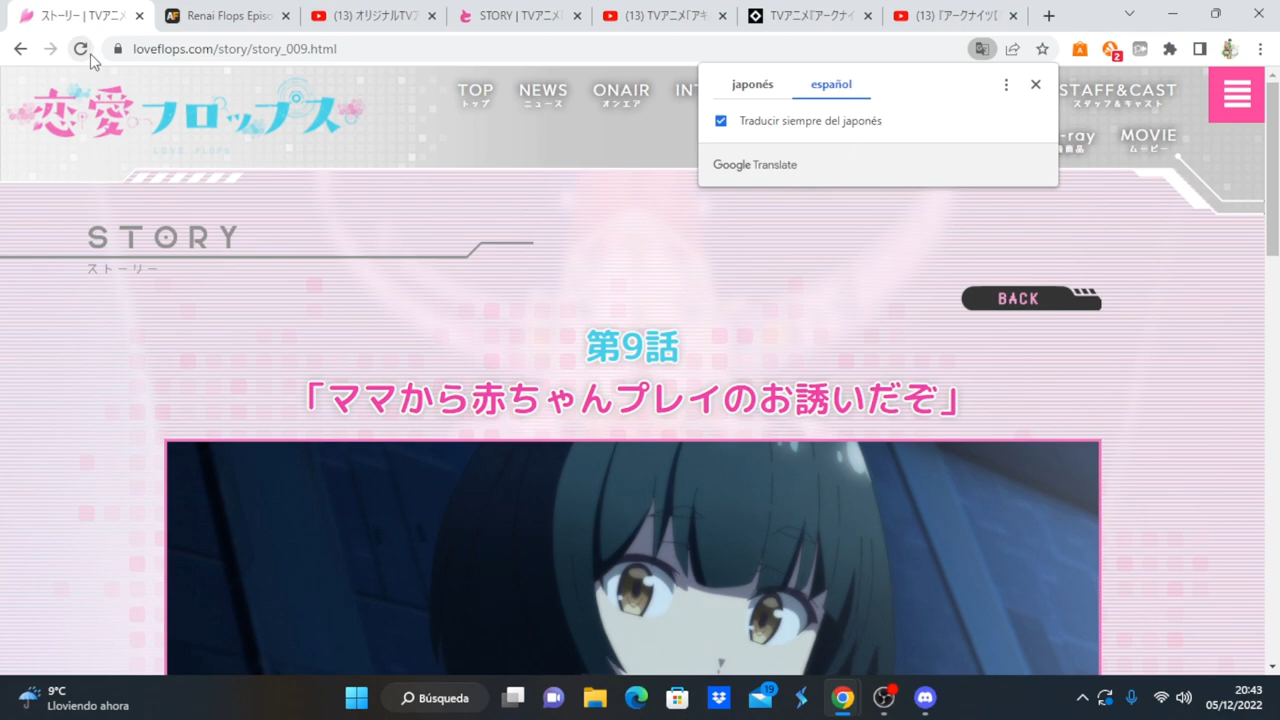 ストーリー | TVアニメ
Renai Flops Episo
(13) オリジナルTVア
STORY | TVアニメ
(13) TVアニメ「アキ
TVアニメ『アークナイ
(13) 『アークナイツ
loveflops.com/story/story_009.html
2
japonés
español
Traducir siempre del japonés
Google Translate
恋愛フロップス
LOVE FLOPS
TOP
トップ
NEWS
ニュース
ONAIR
オンエア
INT
STAFF&CAST
スタッフ&キャスト
-ray
MOVIE
ムービー
STORY
ストーリー
BACK
第9話
「ママから赤ちゃんプレイのお誘いだぞ」
9°C
Lloviendo ahora
Búsqueda
19
20:43
05/12/2022